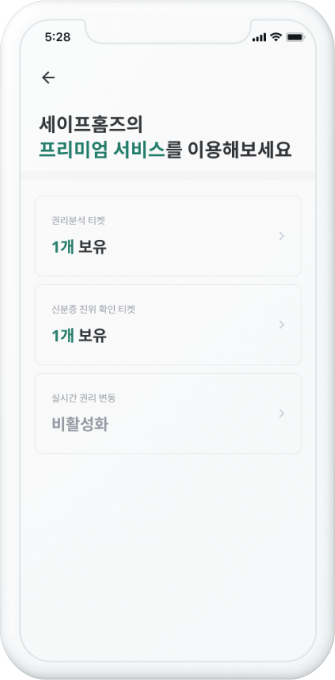 5:28
세이프홈즈의
프리미엄 서비스를 이용해보세요
권리분석 티켓
1개 보유
신분증 진위 확인 티켓
1개 보유
실시간 권리 변동
비활성화